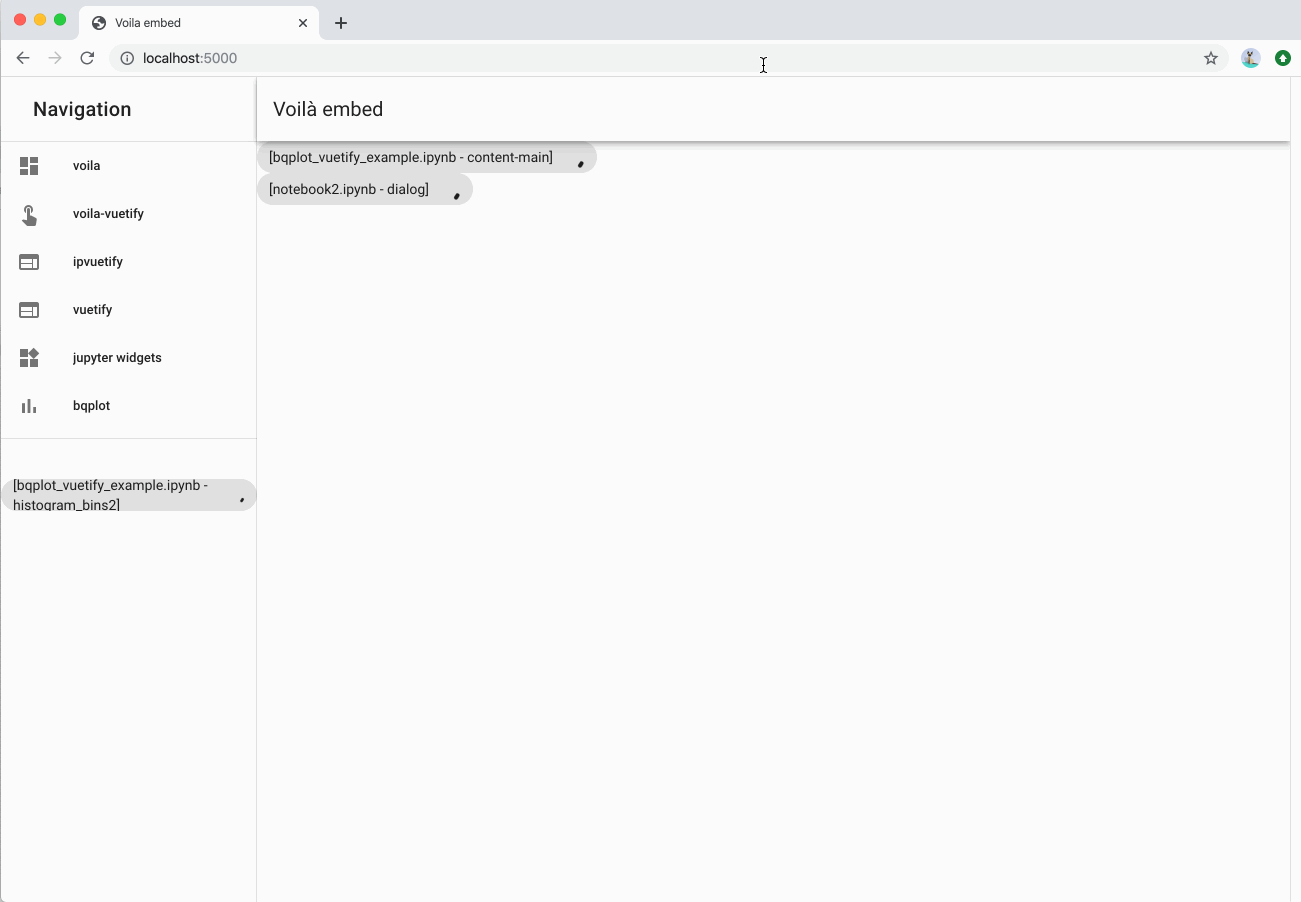 Voila embed
localhost:5000
Navigation
Voilà embed
voila
voila-vuetify
ipvuetify
vuetify
jupyter widgets
bqplot
[bqplot_vuetify_example.ipynb -
histogram_bins2]
[bqplot_vuetify_example.ipynb - content-main]
[notebook2.ipynb - dialog]